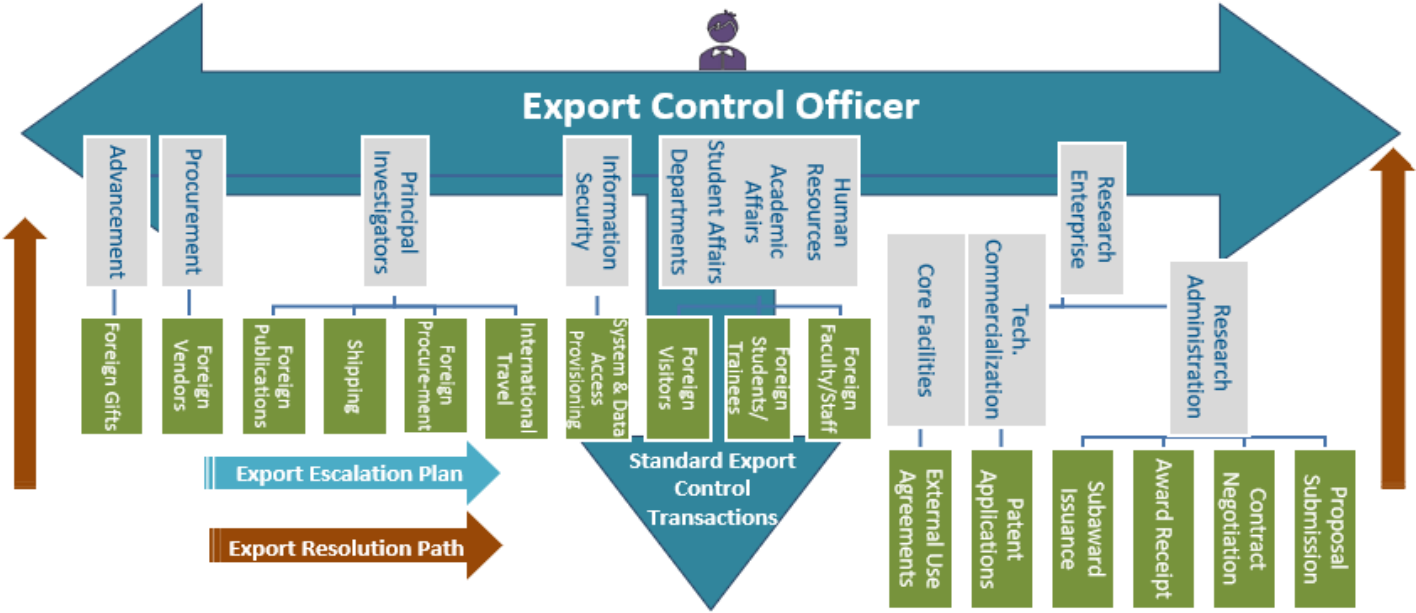 Export Control Officer
Advancement
Procurement
Principal
Investigators
Information
Security
Human
Resources
Academic
Affairs
Student Affairs
Departments
Research
Enterprise
Core Facilities
Tech.
Commercialization
Research
Administration
Foreign Gifts
Foreign
Vendors
Foreign
Publications
Shipping
Foreign
Procure-ment
International
Travel
System & Data
Access
Provisioning
Foreign
Visitors
Foreign
Students/
Trainees
Foreign
Faculty/Staff
External Use
Agreements
Patent
Applications
Subaward
Issuance
Award Receipt
Contract
Negotiation
Proposal
Submission
Export Escalation Plan
Export Resolution Path
Standard Export
Control
Transactions